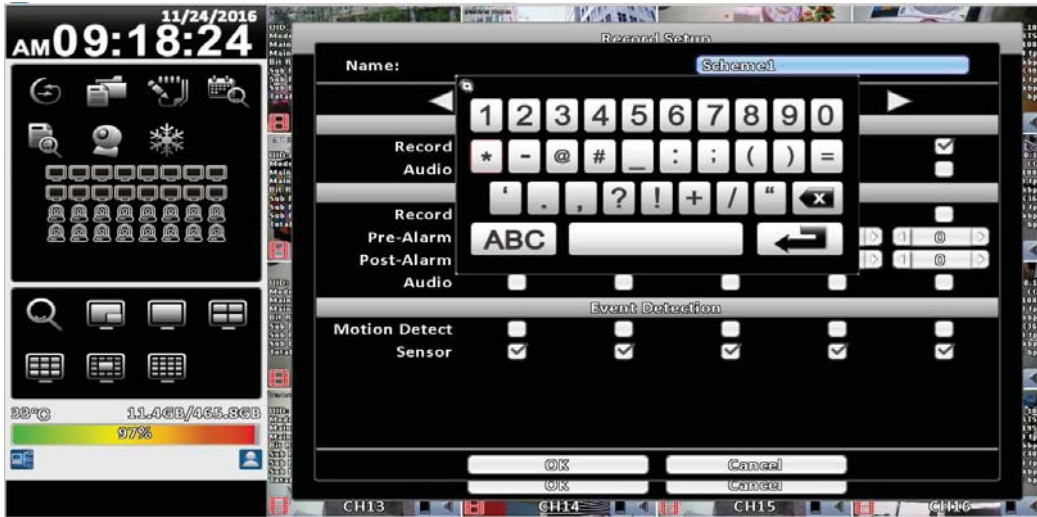 11/24/2016
AM09:18:24
33°C 11.4GB/465.8GB
97%
Record Setup
Name: Scheme1
1 2 3 4 5 6 7 8 9 0
* - @ # _ : ; ( ) =
‘ . , ? ! + / “ x
ABC
Record
Audio
Record
Pre-Alarm 0
Post-Alarm 0
Audio
Event Detection
Motion Detect
Sensor
OK Cancel
OK Cancel
CH13 CH14 CH15 CH16